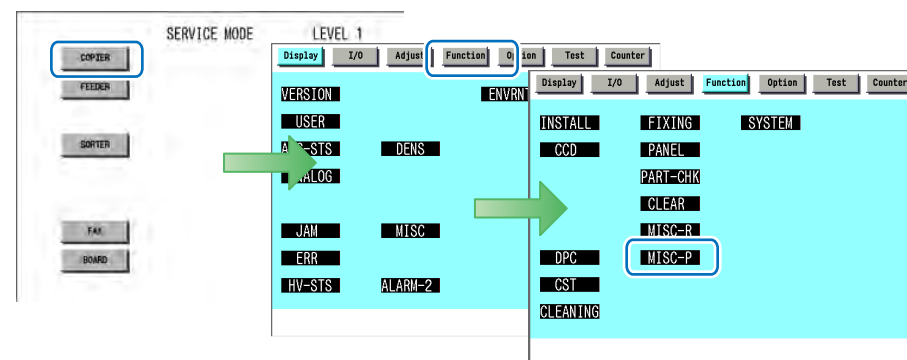 SERVICE MODE LEVEL 1
COPIER
FEEDER
SORTER
FAX
BOARD
Display I/O Adjust Function Option Test Counter
VERSION
USER
ANALOG
JAM
ERR
HV-STS
DENS
MISC
ALARM-2
Display I/O Adjust Function Option Test Counter
INSTALL FIXING SYSTEM
CCD PANEL
PART-CHK
CLEAR
MISC-R
DPC MISC-P
CST
CLEANING